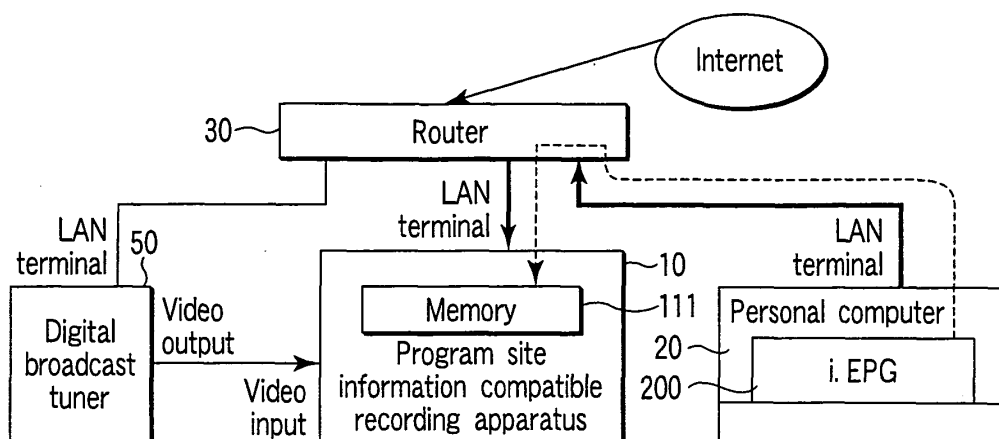 Internet
30
Router
LAN
terminal
LAN
terminal
LAN
terminal
50
10
Memory
111
Personal computer
Digital
broadcast
tuner
Video
output
Video
input
Program site
information compatible
recording apparatus
20
200
i. EPG